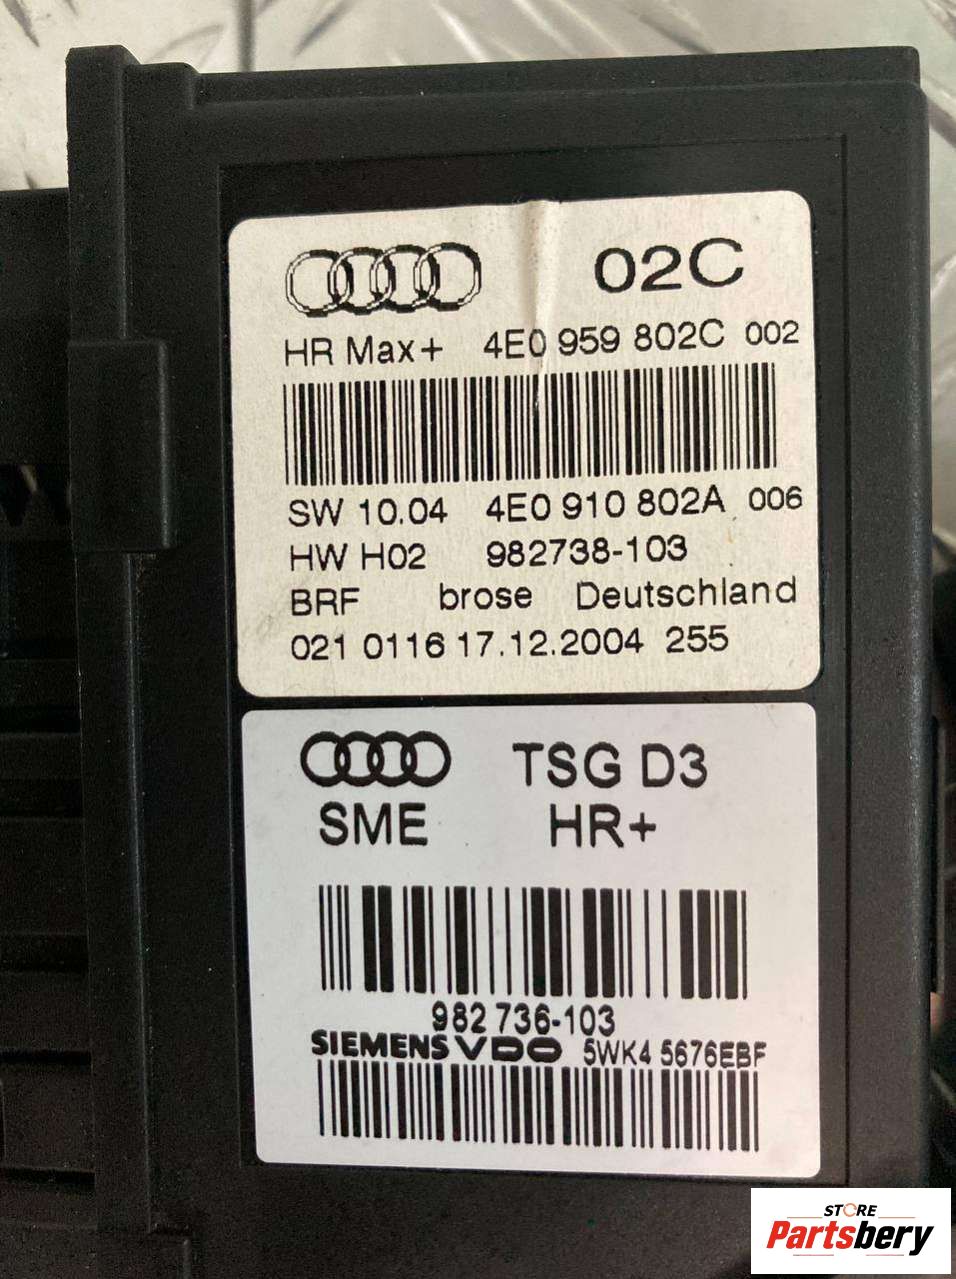 02C
HR Max+ 4E0 959 802C 002
SW 10.04 4E0 910 802A 006
HW H02 982738-103
BRF brose Deutschland
021 0116 17.12.2004 255
TSG D3
SME HR+
982 736-103
SIEMENS VDO 5WK4 5676EBF
STORE
Partsbery